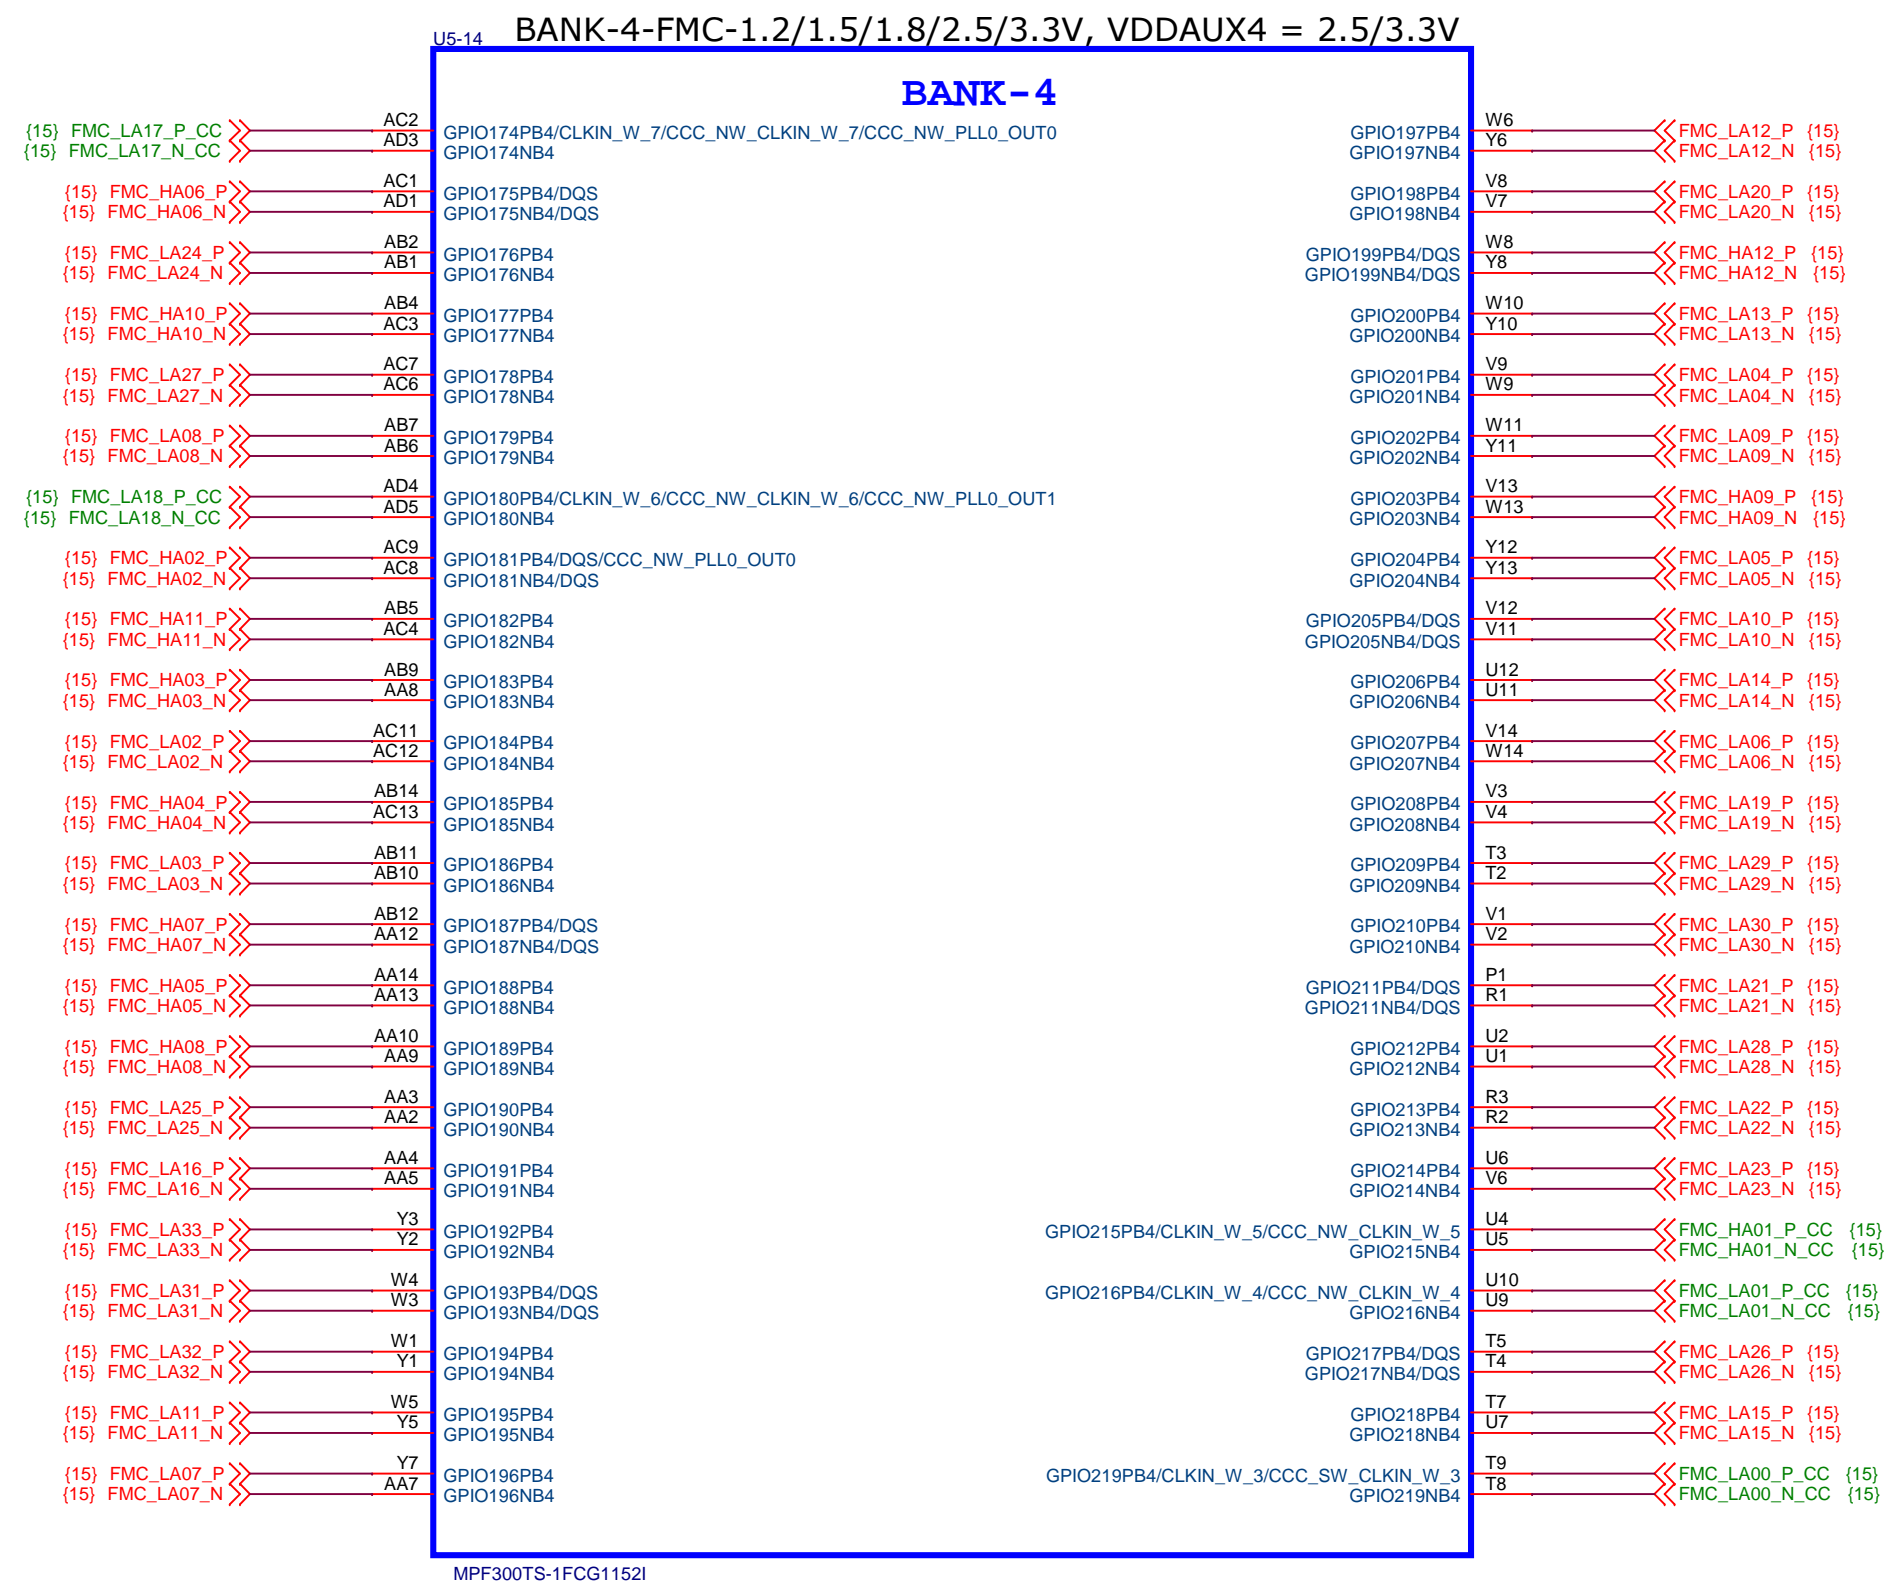 BANK-4-FMC-1.2/1.5/1.8/2.5/3.3V, VDDAUX4 = 2.5/3.3V
U5-14
BANK-4
{15} FMC_LA17_P_CC AC2 GPIO174PB4/CLKIN_W_7/CCC_NW_CLKIN_W_7/CCC_NW_PLL0_OUT0 GPIO197PB4 W6 FMC_LA12_P {15}
{15} FMC_LA17_N_CC AD3 GPIO174NB4 GPIO197NB4 Y6 FMC_LA12_N {15}
{15} FMC_HA06_P AC1 GPIO175PB4/DQS GPIO198PB4 V8 FMC_LA20_P {15}
{15} FMC_HA06_N AD1 GPIO175NB4/DQS GPIO198NB4 V7 FMC_LA20_N {15}
{15} FMC_LA24_P AB2 GPIO176PB4 GPIO199PB4/DQS W8 FMC_HA12_P {15}
{15} FMC_LA24_N AB1 GPIO176NB4 GPIO199NB4/DQS Y8 FMC_HA12_N {15}
{15} FMC_HA10_P AB4 GPIO177PB4 GPIO200PB4 W10 FMC_LA13_P {15}
{15} FMC_HA10_N AC3 GPIO177NB4 GPIO200NB4 Y10 FMC_LA13_N {15}
{15} FMC_LA27_P AC7 GPIO178PB4 GPIO201PB4 V9 FMC_LA04_P {15}
{15} FMC_LA27_N AC6 GPIO178NB4 GPIO201NB4 W9 FMC_LA04_N {15}
{15} FMC_LA08_P AB7 GPIO179PB4 GPIO202PB4 W11 FMC_LA09_P {15}
{15} FMC_LA08_N AB6 GPIO179NB4 GPIO202NB4 Y11 FMC_LA09_N {15}
{15} FMC_LA18_P_CC AD4 GPIO180PB4/CLKIN_W_6/CCC_NW_CLKIN_W_6/CCC_NW_PLL0_OUT1 GPIO203PB4 V13 FMC_HA09_P {15}
{15} FMC_LA18_N_CC AD5 GPIO180NB4 GPIO203NB4 W13 FMC_HA09_N {15}
{15} FMC_HA02_P AC9 GPIO181PB4/DQS/CCC_NW_PLL0_OUT0 GPIO204PB4 Y12 FMC_LA05_P {15}
{15} FMC_HA02_N AC8 GPIO181NB4/DQS GPIO204NB4 Y13 FMC_LA05_N {15}
{15} FMC_HA11_P AB5 GPIO182PB4 GPIO205PB4/DQS V12 FMC_LA10_P {15}
{15} FMC_HA11_N AC4 GPIO182NB4 GPIO205NB4/DQS V11 FMC_LA10_N {15}
{15} FMC_HA03_P AB9 GPIO183PB4 GPIO206PB4 U12 FMC_LA14_P {15}
{15} FMC_HA03_N AA8 GPIO183NB4 GPIO206NB4 U11 FMC_LA14_N {15}
{15} FMC_LA02_P AC11 GPIO184PB4 GPIO207PB4 V14 FMC_LA06_P {15}
{15} FMC_LA02_N AC12 GPIO184NB4 GPIO207NB4 W14 FMC_LA06_N {15}
{15} FMC_HA04_P AB14 GPIO185PB4 GPIO208PB4 V3 FMC_LA19_P {15}
{15} FMC_HA04_N AC13 GPIO185NB4 GPIO208NB4 V4 FMC_LA19_N {15}
{15} FMC_LA03_P AB11 GPIO186PB4 GPIO209PB4 T3 FMC_LA29_P {15}
{15} FMC_LA03_N AB10 GPIO186NB4 GPIO209NB4 T2 FMC_LA29_N {15}
{15} FMC_HA07_P AB12 GPIO187PB4/DQS GPIO210PB4 V1 FMC_LA30_P {15}
{15} FMC_HA07_N AA12 GPIO187NB4/DQS GPIO210NB4 V2 FMC_LA30_N {15}
{15} FMC_HA05_P AA14 GPIO188PB4 GPIO211PB4/DQS P1 FMC_LA21_P {15}
{15} FMC_HA05_N AA13 GPIO188NB4 GPIO211NB4/DQS R1 FMC_LA21_N {15}
{15} FMC_HA08_P AA10 GPIO189PB4 GPIO212PB4 U2 FMC_LA28_P {15}
{15} FMC_HA08_N AA9 GPIO189NB4 GPIO212NB4 U1 FMC_LA28_N {15}
{15} FMC_LA25_P AA3 GPIO190PB4 GPIO213PB4 R3 FMC_LA22_P {15}
{15} FMC_LA25_N AA2 GPIO190NB4 GPIO213NB4 R2 FMC_LA22_N {15}
{15} FMC_LA16_P AA4 GPIO191PB4 GPIO214PB4 U6 FMC_LA23_P {15}
{15} FMC_LA16_N AA5 GPIO191NB4 GPIO214NB4 V6 FMC_LA23_N {15}
{15} FMC_LA33_P Y3 GPIO192PB4 GPIO215PB4/CLKIN_W_5/CCC_NW_CLKIN_W_5 U4 FMC_HA01_P_CC {15}
{15} FMC_LA33_N Y2 GPIO192NB4 GPIO215NB4 U5 FMC_HA01_N_CC {15}
{15} FMC_LA31_P W4 GPIO193PB4/DQS GPIO216PB4/CLKIN_W_4/CCC_NW_CLKIN_W_4 U10 FMC_LA01_P_CC {15}
{15} FMC_LA31_N W3 GPIO193NB4/DQS GPIO216NB4 U9 FMC_LA01_N_CC {15}
{15} FMC_LA32_P W1 GPIO194PB4 GPIO217PB4/DQS T5 FMC_LA26_P {15}
{15} FMC_LA32_N Y1 GPIO194NB4 GPIO217NB4/DQS T4 FMC_LA26_N {15}
{15} FMC_LA11_P W5 GPIO195PB4 GPIO218PB4 T7 FMC_LA15_P {15}
{15} FMC_LA11_N Y5 GPIO195NB4 GPIO218NB4 U7 FMC_LA15_N {15}
{15} FMC_LA07_P Y7 GPIO196PB4 GPIO219PB4/CLKIN_W_3/CCC_SW_CLKIN_W_3 T9 FMC_LA00_P_CC {15}
{15} FMC_LA07_N AA7 GPIO196NB4 GPIO219NB4 T8 FMC_LA00_N_CC {15}
MPF300TS-1FCG1152I